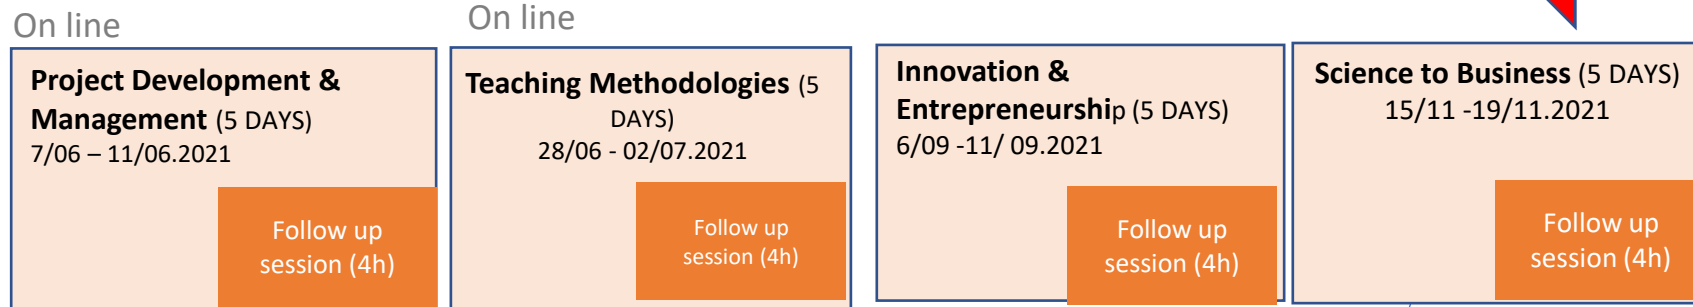 On line
Project Development &
Management (5 DAYS)
7/06 – 11/06.2021
Follow up
session (4h)
On line
Teaching Methodologies (5
DAYS)
28/06 - 02/07.2021
Follow up
session (4h)
Innovation &
Entrepreneurship (5 DAYS)
6/09 -11/ 09.2021
Follow up
session (4h)
Science to Business (5 DAYS)
15/11 -19/11.2021
Follow up
session (4h)